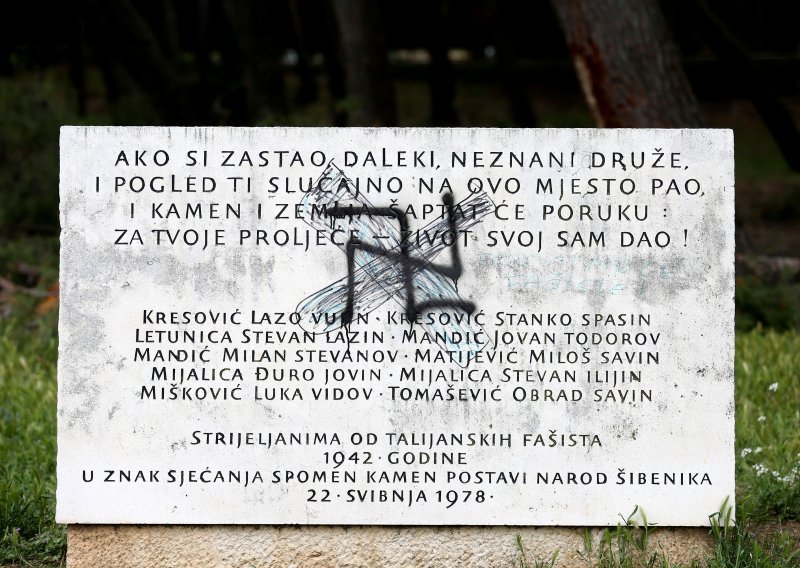 AKO SI ZASTAO, DALEKI, NEZNANI DRUŽE,
I POGLED TI SLUČAJNO NA OVO MJESTO PAO,
I KAMEN I ZEMLJA ŠAPTAT ĆE PORUKU :
ZA TVOJE PROLJEĆE – ŽIVOT SVOJ SAM DAO !
KRESOVIĆ LAZO VUJIN · KRESOVIĆ STANKO SPASIN
LETUNICA STEVAN LAZIN · MANDIĆ JOVAN TODOROV
MANDIĆ MILAN STEVANOV · MATIJEVIĆ MILOŠ SAVIN
MIJALICA ĐURO JOVIN · MIJALICA STEVAN ILIJIN
MIŠKOVIĆ LUKA VIDOV · TOMAŠEVIĆ OBRAD SAVIN
STRIJELJANIMA OD TALIJANSKIH FAŠISTA
1942 · GODINE
U ZNAK SJEĆANJA SPOMEN KAMEN POSTAVI NAROD ŠIBENIKA
22 · SVIBNJA 1978 ·